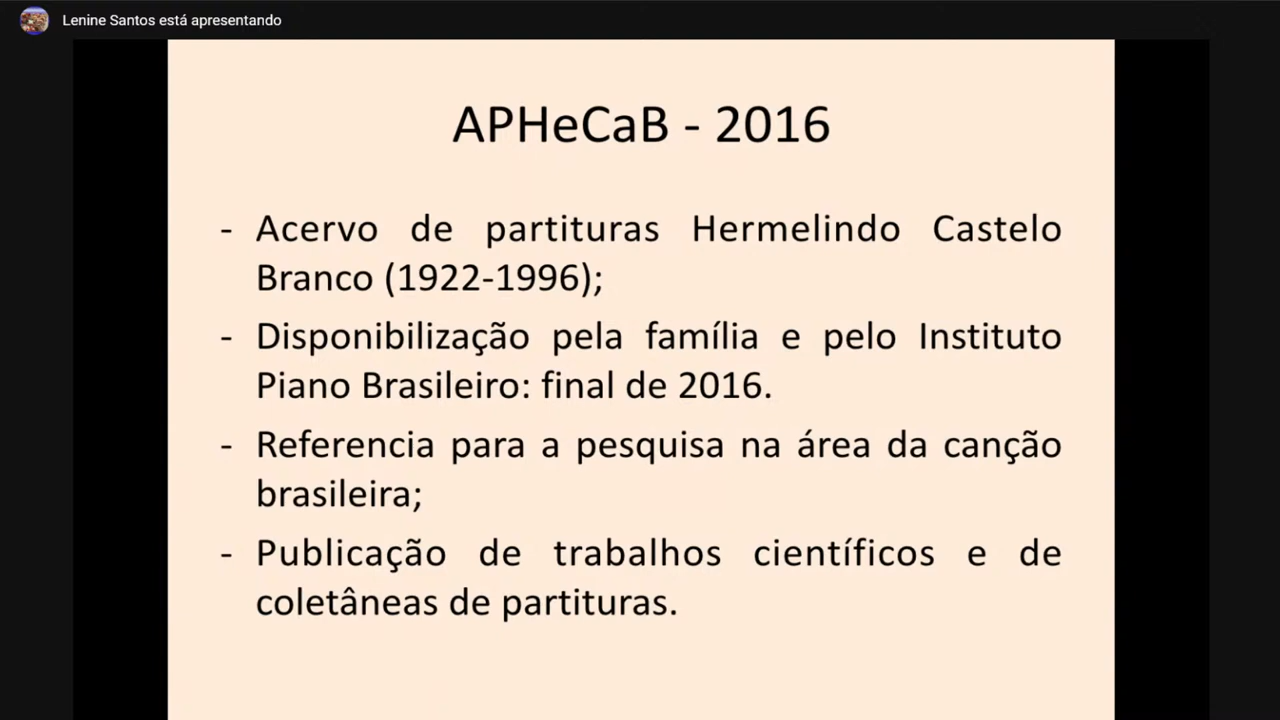 Lenine Santos está apresentando
APHeCaB - 2016
- Acervo de partituras Hermelindo Castelo
Branco (1922-1996);
- Disponibilização pela família e pelo Instituto
Piano Brasileiro: final de 2016.
- Referencia para a pesquisa na área da canção
brasileira;
- Publicação de trabalhos científicos e de
coletâneas de partituras.